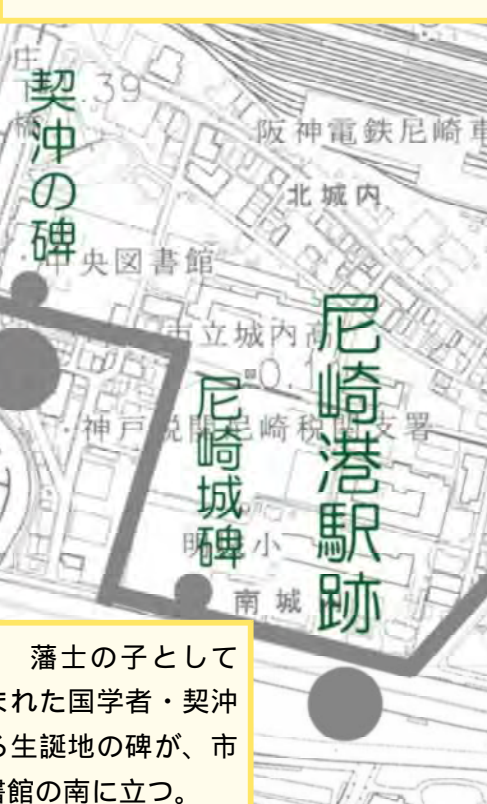 契沖の碑
.39
阪神電鉄尼崎車
北城内
中央図書館
市立城内高
尼崎港駅跡
尼崎城碑
神戸税関尼崎税関支署
明 小
南城
藩士の子として
まれた国学者・契沖
る生誕地の碑が、市
書館の南に立つ。